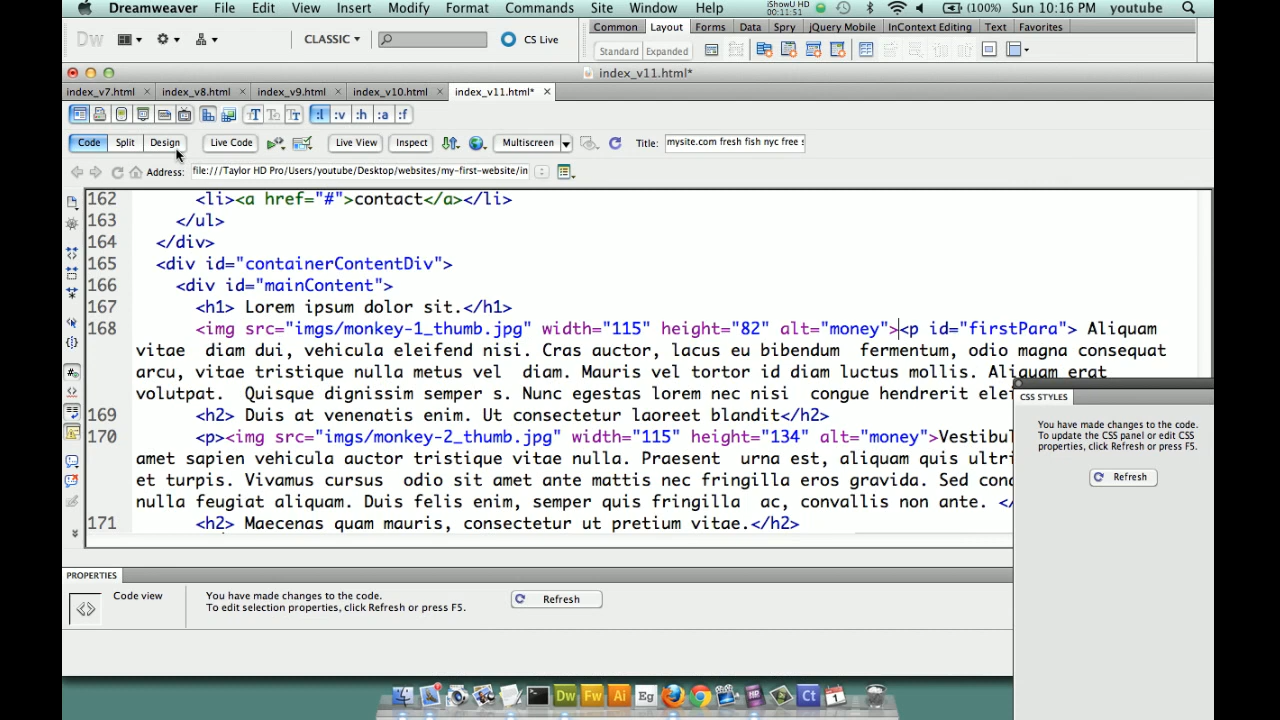 Dreamweaver File Edit View Insert Modify Format Commands Site Window Help iShowU HD 00:11:51 (100%) Sun 10:16 PM youtube
Dw CLASSIC CS Live
Common Layout Forms Data Spry jQuery Mobile InContext Editing Text Favorites
Standard Expanded
index_v11.html*
index_v7.html index_v8.html index_v9.html index_v10.html index_v11.html*
:l :v :h :a :f
Code Split Design Live Code Live View Inspect Multiscreen Title: mysite.com fresh fish nyc free s
Address: file:///Taylor HD Pro/Users/youtube/Desktop/websites/my-first-website/in
162 <li><a href="#">contact</a></li>
163 </ul>
164 </div>
165 <div id="containerContentDiv">
166 <div id="mainContent">
167 <h1> Lorem ipsum dolor sit.</h1>
168 <img src="imgs/monkey-1_thumb.jpg" width="115" height="82" alt="money"><p id="firstPara"> Aliquam
vitae diam dui, vehicula eleifend nisi. Cras auctor, lacus eu bibendum fermentum, odio magna consequat
arcu, vitae tristique nulla metus vel diam. Mauris vel tortor id diam luctus mollis. Aliquam erat
volutpat. Quisque dignissim semper s. Nunc egestas lorem nec nisi congue hendrerit ele
169 <h2> Duis at venenatis enim. Ut consectetur laoreet blandit</h2>
170 <p><img src="imgs/monkey-2_thumb.jpg" width="115" height="134" alt="money">Vestibul
amet sapien vehicula auctor tristique vitae nulla. Praesent urna est, aliquam quis ultri
et turpis. Vivamus cursus odio sit amet ante mattis nec fringilla eros gravida. Sed cond
nulla feugiat aliquam. Duis felis enim, semper quis fringilla ac, convallis non ante. </
171 <h2> Maecenas quam mauris, consectetur ut pretium vitae.</h2>
CSS STYLES
You have made changes to the code.
To update the CSS panel or edit CSS
properties, click Refresh or press F5.
Refresh
PROPERTIES
Code view
You have made changes to the code.
To edit selection properties, click Refresh or press F5.
Refresh
Dw Fw Ai Eg Ct 1